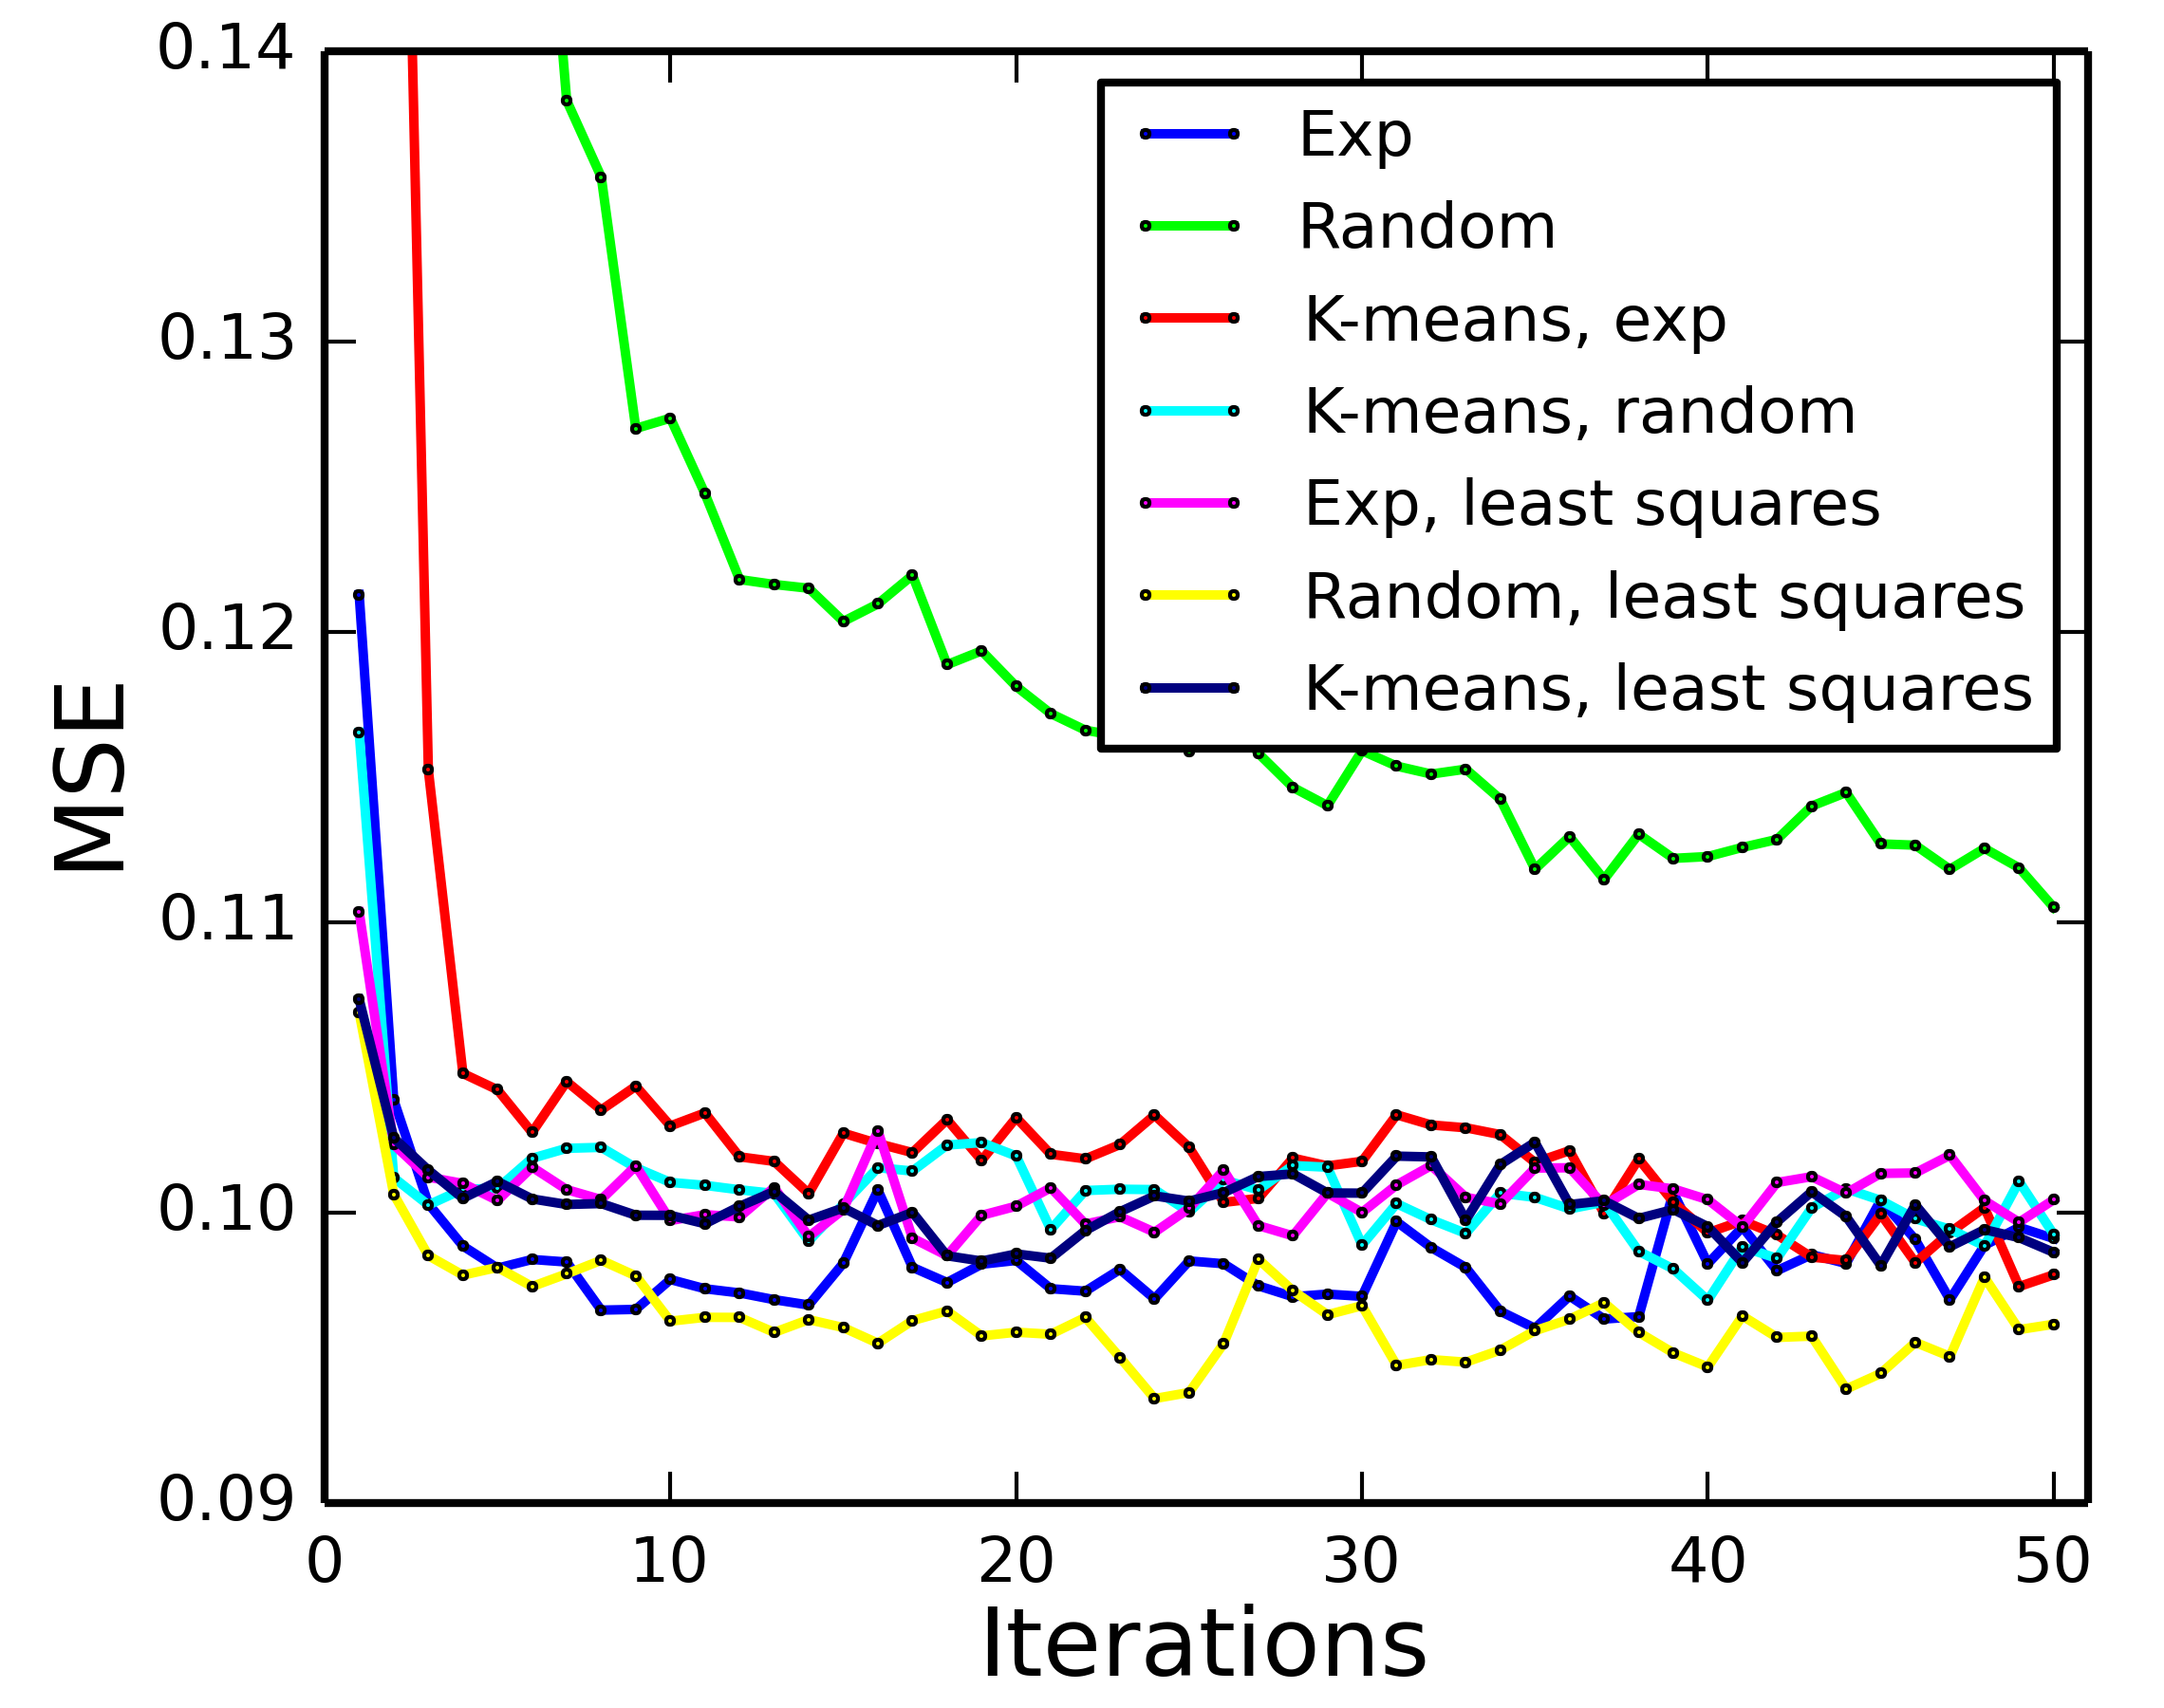 0.14
0.13
0.12
0.11
0.10
0.09
MSE
Exp
Random
K-means, exp
K-means, random
Exp, least squares
Random, least squares
K-means, least squares
0 10 20 30 40 50
Iterations